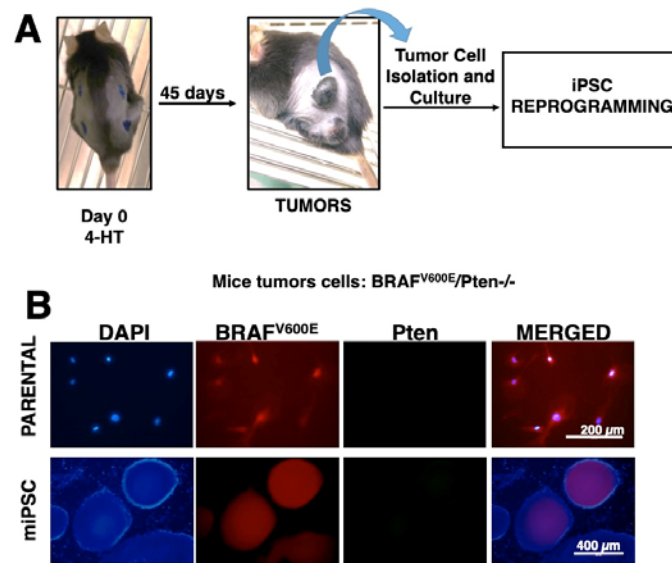 A
45 days
Tumor Cell
Isolation and
Culture
iPSC
REPROGRAMMING
Day 0
4-HT
TUMORS
Mice tumors cells: BRAFV600E/Pten-/-
B
DAPI BRAFV600E Pten MERGED
PARENTAL
200 µm
miPSC
400 µm